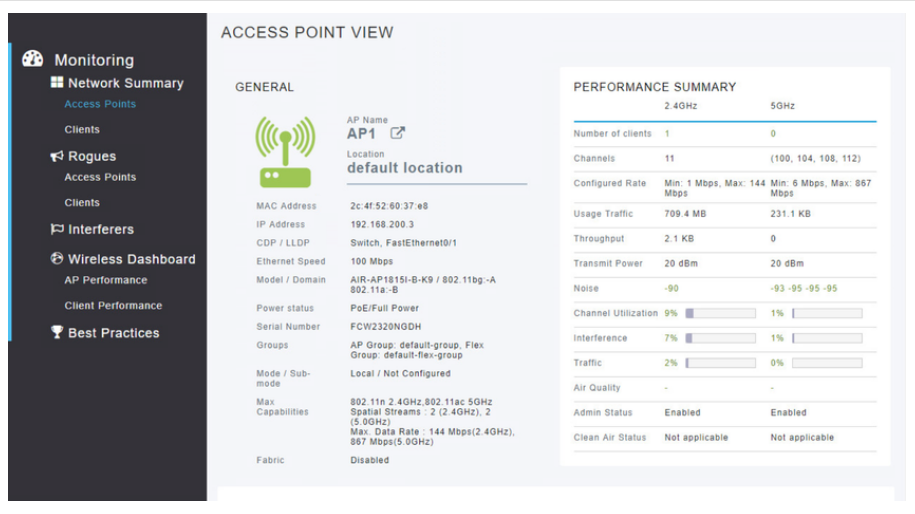 ACCESS POINT VIEW
Monitoring
Network Summary
Access Points
Clients
Rogues
Access Points
Clients
Interferers
Wireless Dashboard
AP Performance
Client Performance
Best Practices
GENERAL
AP Name
AP1
Location
default location
MAC Address 2c:4f:52:60:37:e8
IP Address 192.168.200.3
CDP / LLDP Switch, FastEthernet0/1
Ethernet Speed 100 Mbps
Model / Domain AIR-AP1815I-B-K9 / 802.11bg:-A
802.11a:-B
Power status PoE/Full Power
Serial Number FCW2320NGDH
Groups AP Group: default-group, Flex
Group: default-flex-group
Mode / Sub- Local / Not Configured
mode
Max 802.11n 2.4GHz,802.11ac 5GHz
Capabilities Spatial Streams : 2 (2.4GHz), 2
(5.0GHz)
Max. Data Rate : 144 Mbps(2.4GHz),
867 Mbps(5.0GHz)
Fabric Disabled
PERFORMANCE SUMMARY
2.4GHz 5GHz
Number of clients 1 0
Channels 11 (100, 104, 108, 112)
Configured Rate Min: 1 Mbps, Max: 144 Min: 6 Mbps, Max: 867
Mbps Mbps
Usage Traffic 709.4 MB 231.1 KB
Throughput 2.1 KB 0
Transmit Power 20 dBm 20 dBm
Noise -90 -93 -95 -95 -95
Channel Utilization 9% 1%
Interference 7% 1%
Traffic 2% 0%
Air Quality - -
Admin Status Enabled Enabled
Clean Air Status Not applicable Not applicable